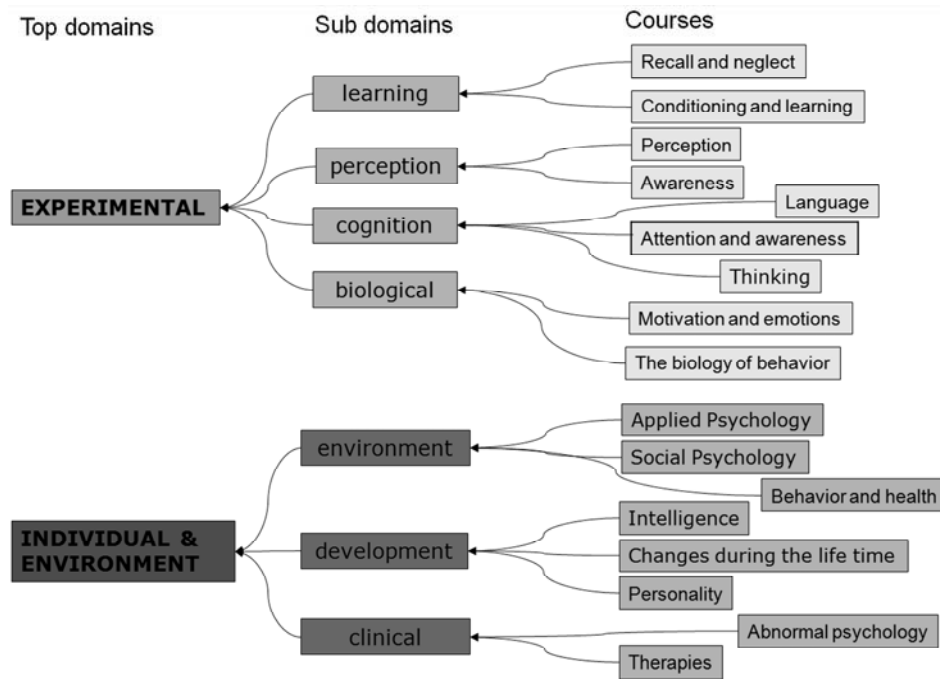 Top domains
Sub domains
Courses
EXPERIMENTAL
learning
Recall and neglect
Conditioning and learning
perception
Perception
Awareness
cognition
Language
Attention and awareness
Thinking
biological
Motivation and emotions
The biology of behavior
INDIVIDUAL &
ENVIRONMENT
environment
Applied Psychology
Social Psychology
Behavior and health
development
Intelligence
Changes during the life time
Personality
clinical
Abnormal psychology
Therapies